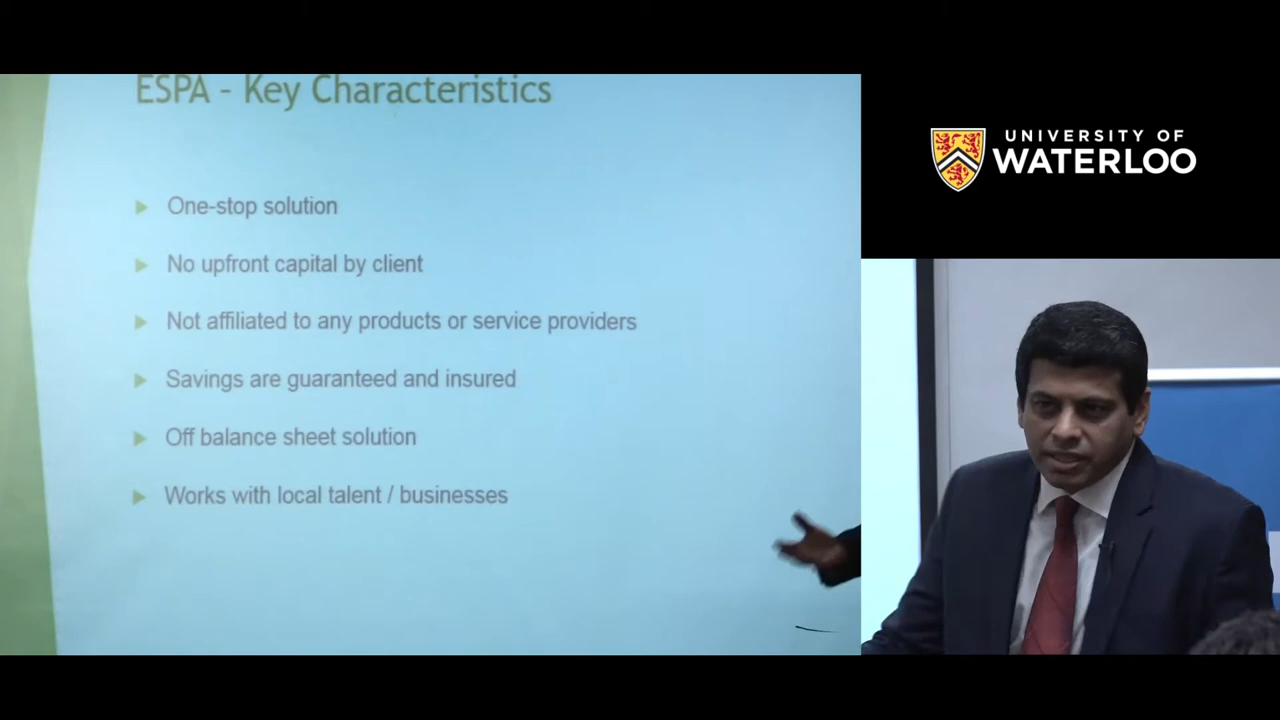 ESPA - Key Characteristics
One-stop solution
No upfront capital by client
Not affiliated to any products or service providers
Savings are guaranteed and insured
Off balance sheet solution
Works with local talent / businesses
UNIVERSITY OF
WATERLOO